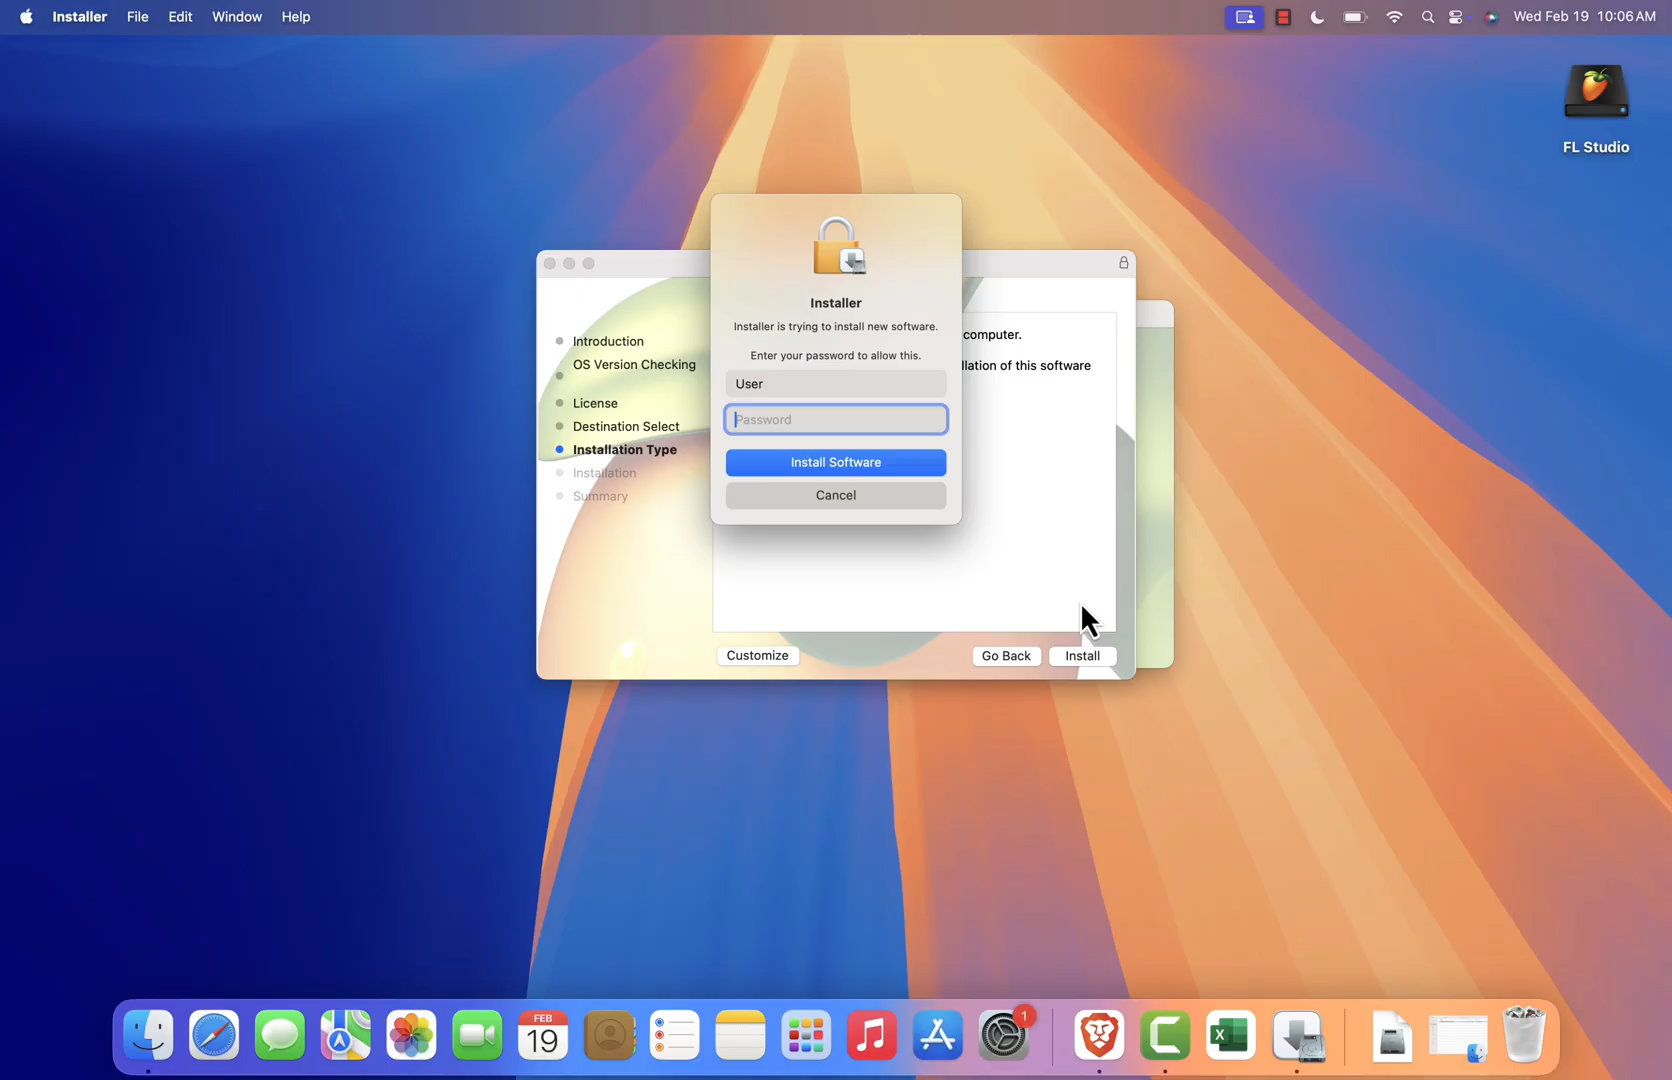 Installer File Edit Window Help
Wed Feb 19 10:06 AM
FL Studio
Installer
Installer is trying to install new software.
Enter your password to allow this.
User
Password
Install Software
Cancel
Introduction
OS Version Checking
License
Destination Select
Installation Type
Installation
Summary
computer.
llation of this software
Customize
Go Back
Install
FEB
19
1